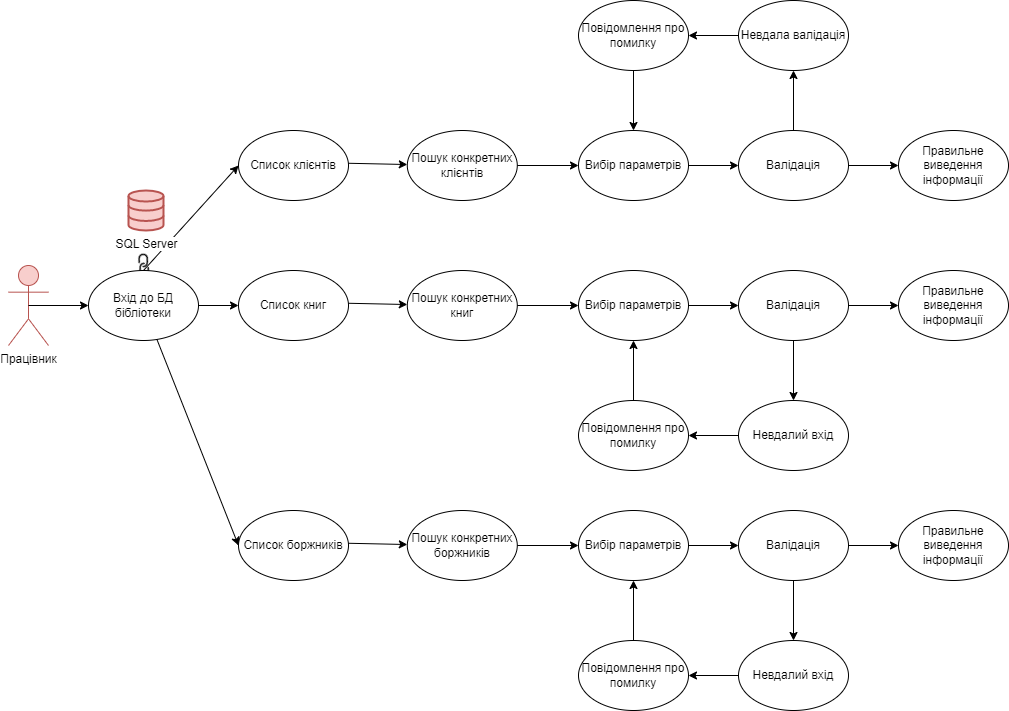 Повідомлення про
помилку
Невдала валідація
Список клієнтів
Пошук конкретних
клієнтів
Вибір параметрів
Валідація
Правильне
виведення
інформації
SQL Server
Працівник
Вхід до БД
бібліотеки
Список книг
Пошук конкретних
книг
Вибір параметрів
Валідація
Правильне
виведення
інформації
Повідомлення про
помилку
Невдалий вхід
Список боржників
Пошук конкретних
боржників
Вибір параметрів
Валідація
Правильне
виведення
інформації
Повідомлення про
помилку
Невдалий вхід